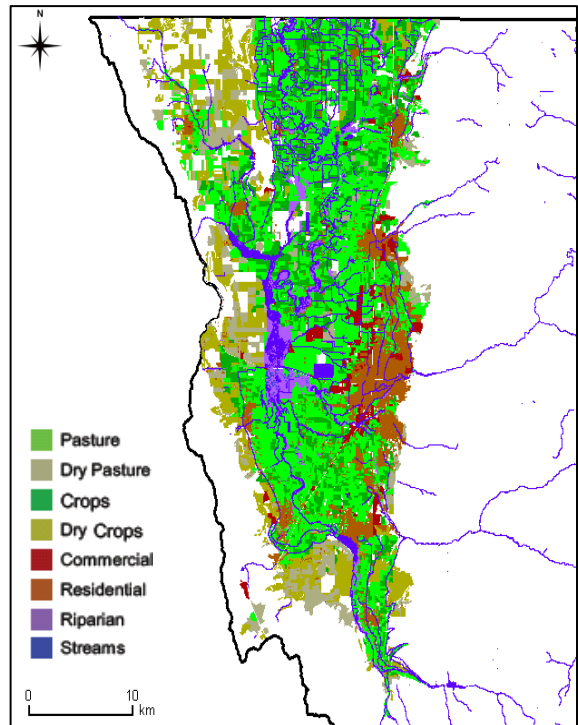 N
Pasture
Dry Pasture
Crops
Dry Crops
Commercial
Residential
Riparian
Streams
0 10
km